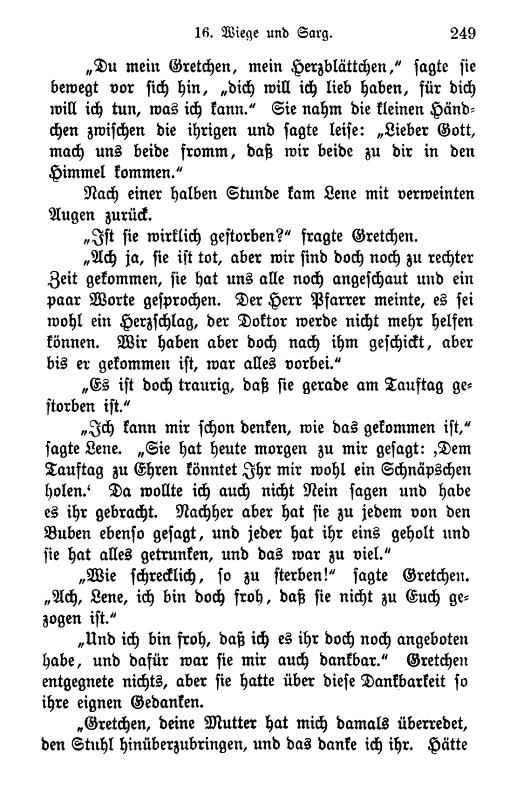 16. Wiege und Sarg. 249
„Du mein Gretchen, mein Herzblättchen,“ sagte sie
bewegt vor sich hin, „dich will ich lieb haben, für dich
will ich tun, was ich kann.“ Sie nahm die kleinen Händ-
chen zwischen die ihrigen und sagte leise: „Lieber Gott,
mach uns beide fromm, daß wir beide zu dir in den
Himmel kommen.“
Nach einer halben Stunde kam Lene mit verweinten
Augen zurück.
„Ist sie wirklich gestorben?“ fragte Gretchen.
„Ach ja, sie ist tot, aber wir sind doch noch zu rechter
Zeit gekommen, sie hat uns alle noch angeschaut und ein
paar Worte gesprochen. Der Herr Pfarrer meinte, es sei
wohl ein Herzschlag, der Doktor werde nicht mehr helfen
können. Wir haben aber doch nach ihm geschickt, aber
bis er gekommen ist, war alles vorbei.“
„Es ist doch traurig, daß sie gerade am Tauftag ge-
storben ist.“
„Ich kann mir schon denken, wie das gekommen ist,“
sagte Lene. „Sie hat heute morgen zu mir gesagt: ‚Dem
Tauftag zu Ehren könntet Ihr mir wohl ein Schnäpschen
holen.‘ Da wollte ich auch nicht Nein sagen und habe
es ihr gebracht. Nachher aber hat sie zu jedem von den
Buben ebenso gesagt, und jeder hat ihr eins geholt und
sie hat alles getrunken, und das war zu viel.“
„Wie schrecklich, so zu sterben!“ sagte Gretchen.
„Ach, Lene, ich bin doch froh, daß sie nicht zu Euch ge-
zogen ist.“
„Und ich bin froh, daß ich es ihr doch noch angeboten
habe, und dafür war sie mir auch dankbar.“ Gretchen
entgegnete nichts, aber sie hatte über diese Dankbarkeit so
ihre eignen Gedanken.
„Gretchen, deine Mutter hat mich damals überredet,
den Stuhl hinüberzubringen, und das danke ich ihr. Hätte